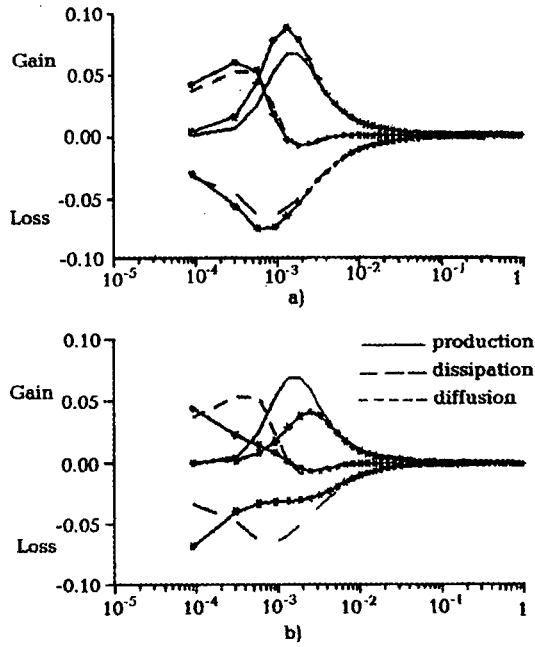 0.10
Gain
0.05
0.00
-0.05
Loss
-0.10
10-5 10-4 10-3 10-2 10-1 1
a)
0.10
production
dissipation
Gain
0.05
diffusion
0.00
-0.05
Loss
-0.10
10-5 10-4 10-3 10-2 10-1 1
b)